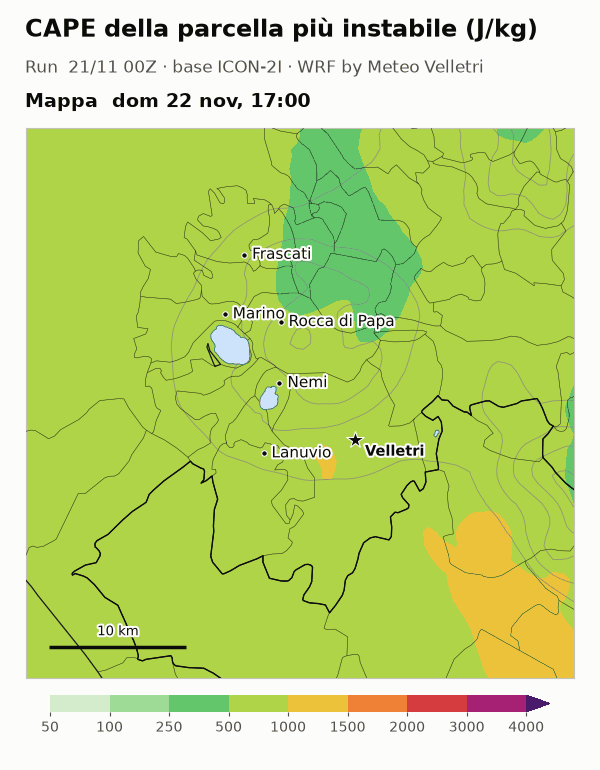 CAPE della parcella più instabile (J/kg)
Run  21/11 00Z · base ICON-2I · WRF by Meteo Velletri
Mappa  dom 22 nov, 17:00
Frascati
Marino
Rocca di Papa
Nemi
Velletri
Lanuvio
10 km
50 100 250 500 1000 1500 2000 3000 4000